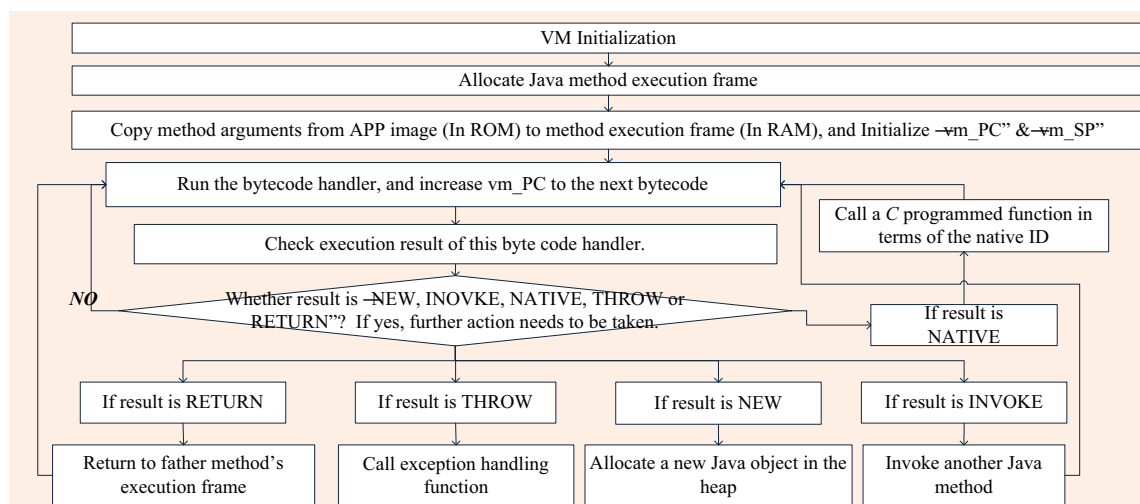 VM Initialization
Allocate Java method execution frame
Copy method arguments from APP image (In ROM) to method execution frame (In RAM), and Initialize ―vm_PC” & ―vm_SP”
Run the bytecode handler, and increase vm_PC to the next bytecode
Call a C programmed function in
terms of the native ID
Check execution result of this byte code handler.
NO
Whether result is ―NEW, INOVKE, NATIVE, THROW or
RETURN”? If yes, further action needs to be taken.
If result is
NATIVE
If result is RETURN
If result is THROW
If result is NEW
If result is INVOKE
Return to father method’s
execution frame
Call exception handling
function
Allocate a new Java object in the
heap
Invoke another Java
method